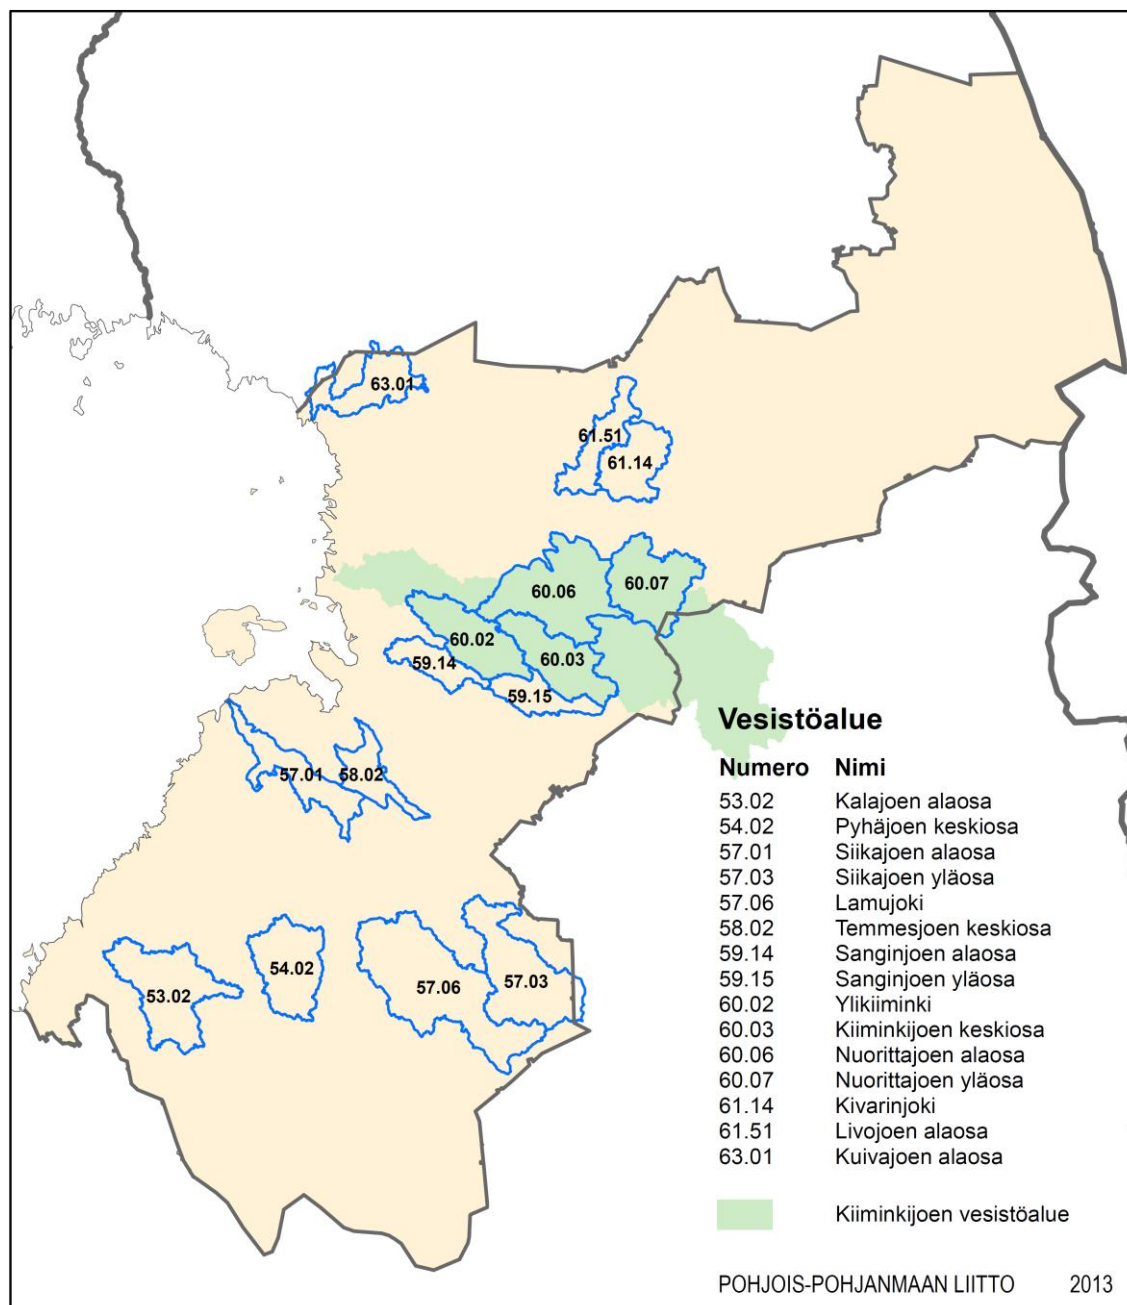 63.01
61.51
61.14
60.06
60.07
60.02
60.03
59.14
59.15
57.01
58.02
54.02
53.02
57.06
57.03
Vesistöalue
Numero Nimi
53.02 Kalajoen alaosa
54.02 Pyhäjoen keskiosa
57.01 Siikajoen alaosa
57.03 Siikajoen yläosa
57.06 Lamujoki
58.02 Temmesjoen keskiosa
59.14 Sanginjoen alaosa
59.15 Sanginjoen yläosa
60.02 Ylikiiminki
60.03 Kiiminkijoen keskiosa
60.06 Nuorittajoen alaosa
60.07 Nuorittajoen yläosa
61.14 Kivarinjoki
61.51 Livojoen alaosa
63.01 Kuivajoen alaosa
Kiiminkijoen vesistöalue
POHJOIS-POHJANMAAN LIITTO 2013